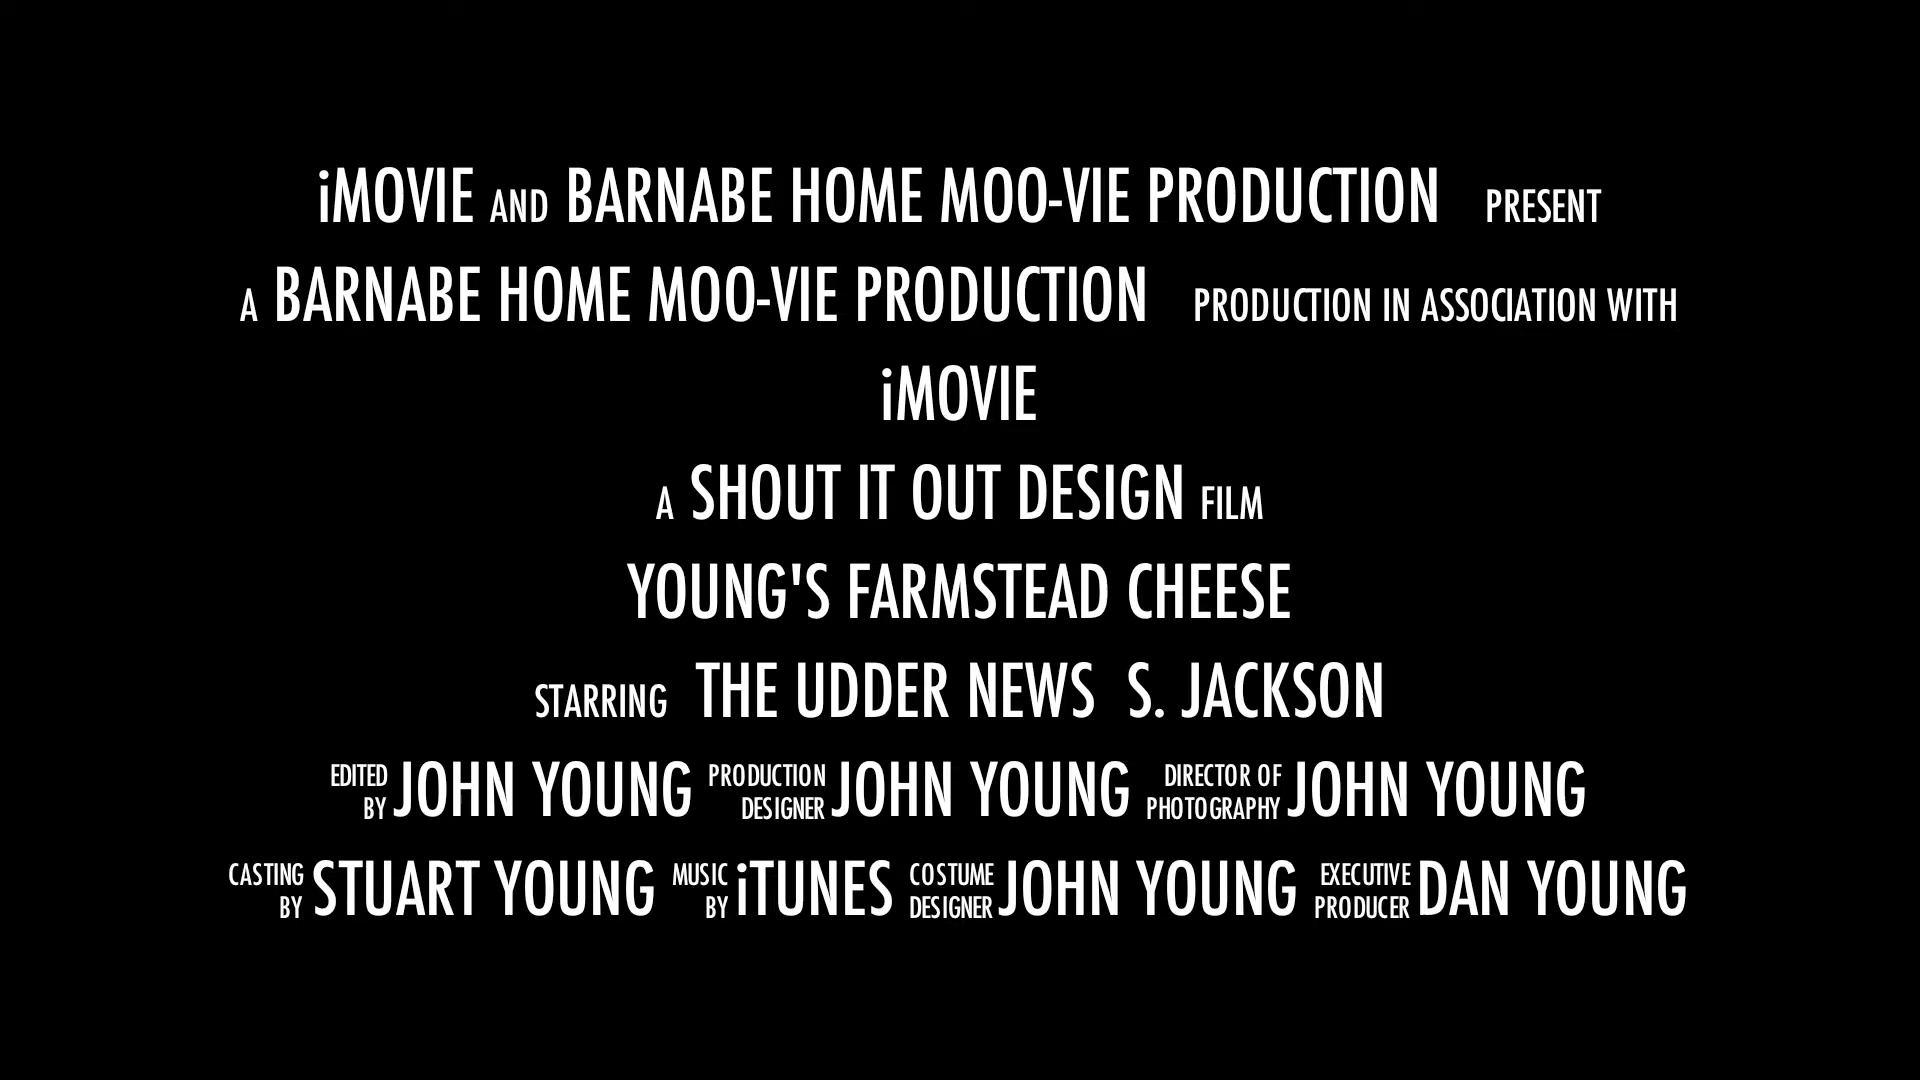 iMOVIE AND BARNABE HOME MOO-VIE PRODUCTION PRESENT
A BARNABE HOME MOO-VIE PRODUCTION PRODUCTION IN ASSOCIATION WITH
iMOVIE
A SHOUT IT OUT DESIGN FILM
YOUNG'S FARMSTEAD CHEESE
STARRING THE UDDER NEWS S. JACKSON
EDITED BY JOHN YOUNG PRODUCTION DESIGNER JOHN YOUNG DIRECTOR OF PHOTOGRAPHY JOHN YOUNG
CASTING BY STUART YOUNG MUSIC BY iTUNES COSTUME DESIGNER JOHN YOUNG EXECUTIVE PRODUCER DAN YOUNG